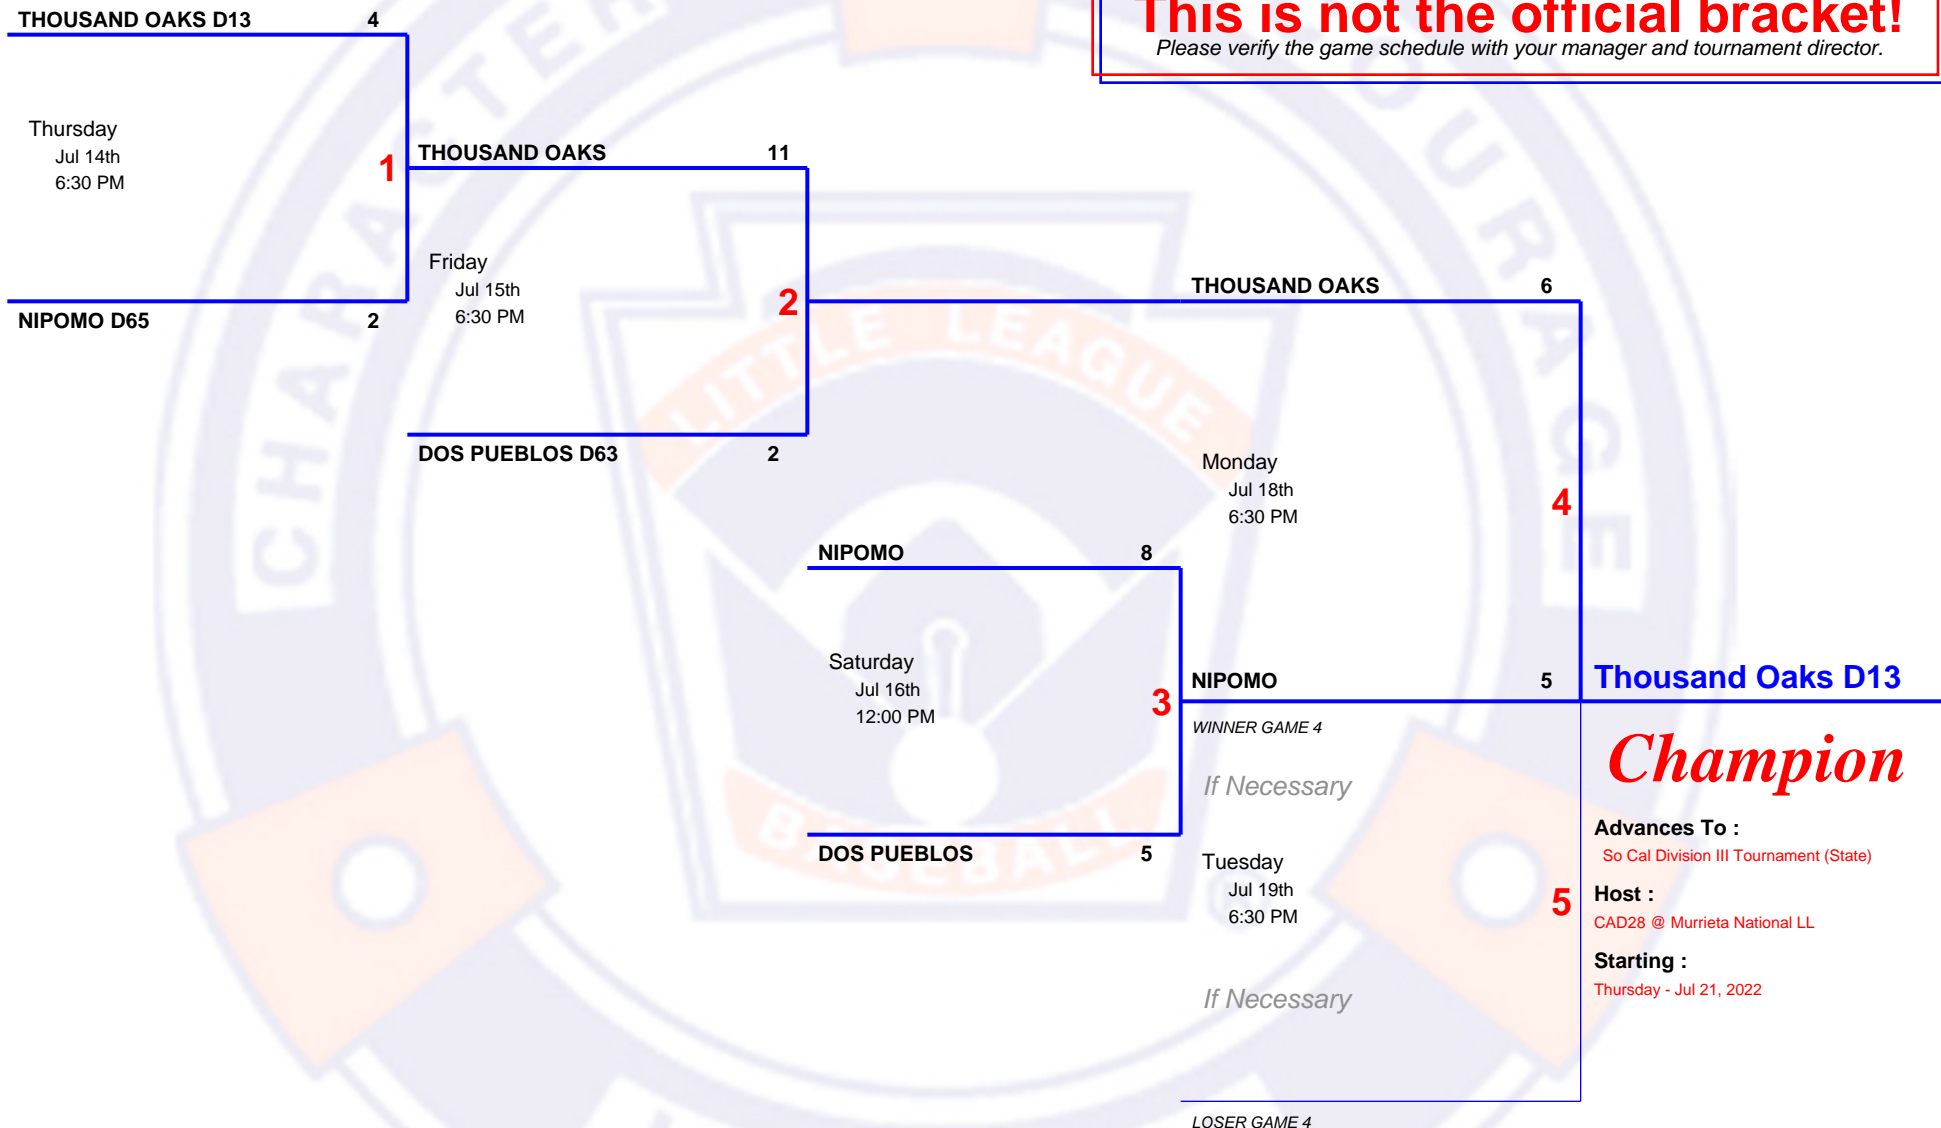 This is not the official bracket!
Please verify the game schedule with your manager and tournament director.
THOUSAND OAKS D13 4
Thursday
Jul 14th
6:30 PM
1
NIPOMO D65 2
THOUSAND OAKS 11
Friday
Jul 15th
6:30 PM
2
DOS PUEBLOS D63 2
NIPOMO 8
Saturday
Jul 16th
12:00 PM
3
DOS PUEBLOS 5
THOUSAND OAKS 6
Monday
Jul 18th
6:30 PM
4
NIPOMO 5
WINNER GAME 4
If Necessary
Tuesday
Jul 19th
6:30 PM
5
If Necessary
LOSER GAME 4
Thousand Oaks D13
Champion
Advances To :
So Cal Division III Tournament (State)
Host :
CAD28 @ Murrieta National LL
Starting :
Thursday - Jul 21, 2022
CHARACTER
COURAGE
LITTLE LEAGUE
BASEBALL
®